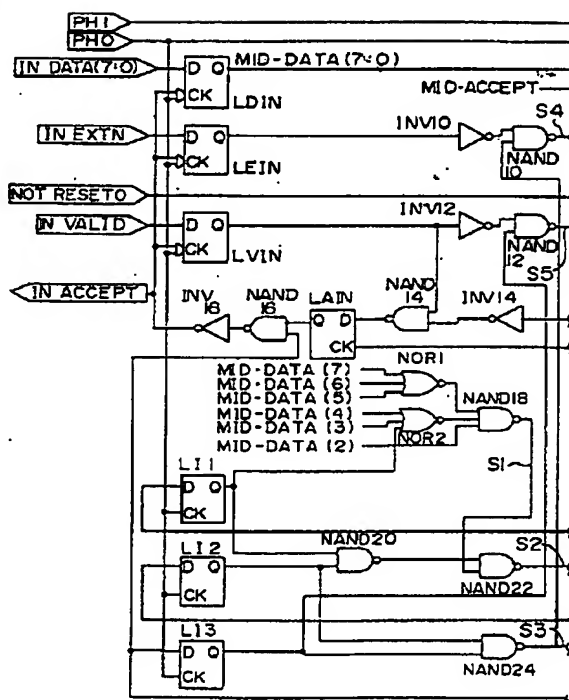 PH1
PH0
IN DATA(7:0)
D Q
CK
LDIN
MID-DATA(7:0)
MID-ACCEPT
IN EXTN
D Q
CK
LEIN
INV10
S4
NAND
10
NOT RESET0
IN VALID
D Q
CK
LVIN
INV12
NAND
12
S5
IN ACCEPT
INV
16
NAND
16
LAIN
Q D
CK
NAND
14
INV14
MID-DATA (7)
MID-DATA (6)
MID-DATA (5)
MID-DATA (4)
MID-DATA (3)
MID-DATA (2)
NOR1
NOR2
NAND18
S1
LI1
D Q
CK
NAND20
S2
LI2
D Q
CK
NAND22
S3
LI3
D Q
CK
NAND24